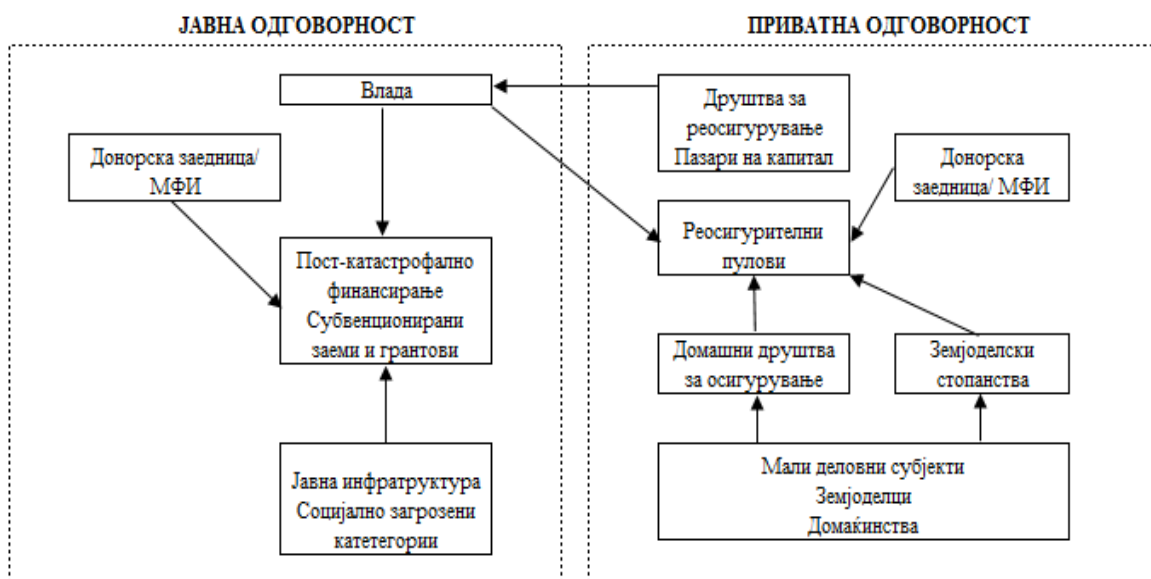 ЈАВНА ОДГОВОРНОСТ
Влада
Донорска заедница/
МФИ
Пост-катастрофално
финансирање
Субвенционирани
заеми и грантови
Јавна инфратруктура
Социјално загрозени
катетегории
ПРИВАТНА ОДГОВОРНОСТ
Друштва за
реосигурување
Пазари на капитал
Донорска
заедница/ МФИ
Реосигурителни
пулови
Домашни друштва
за осигурување
Земјоделски
стопанства
Мали деловни субјекти
Земјоделци
Домаќинства